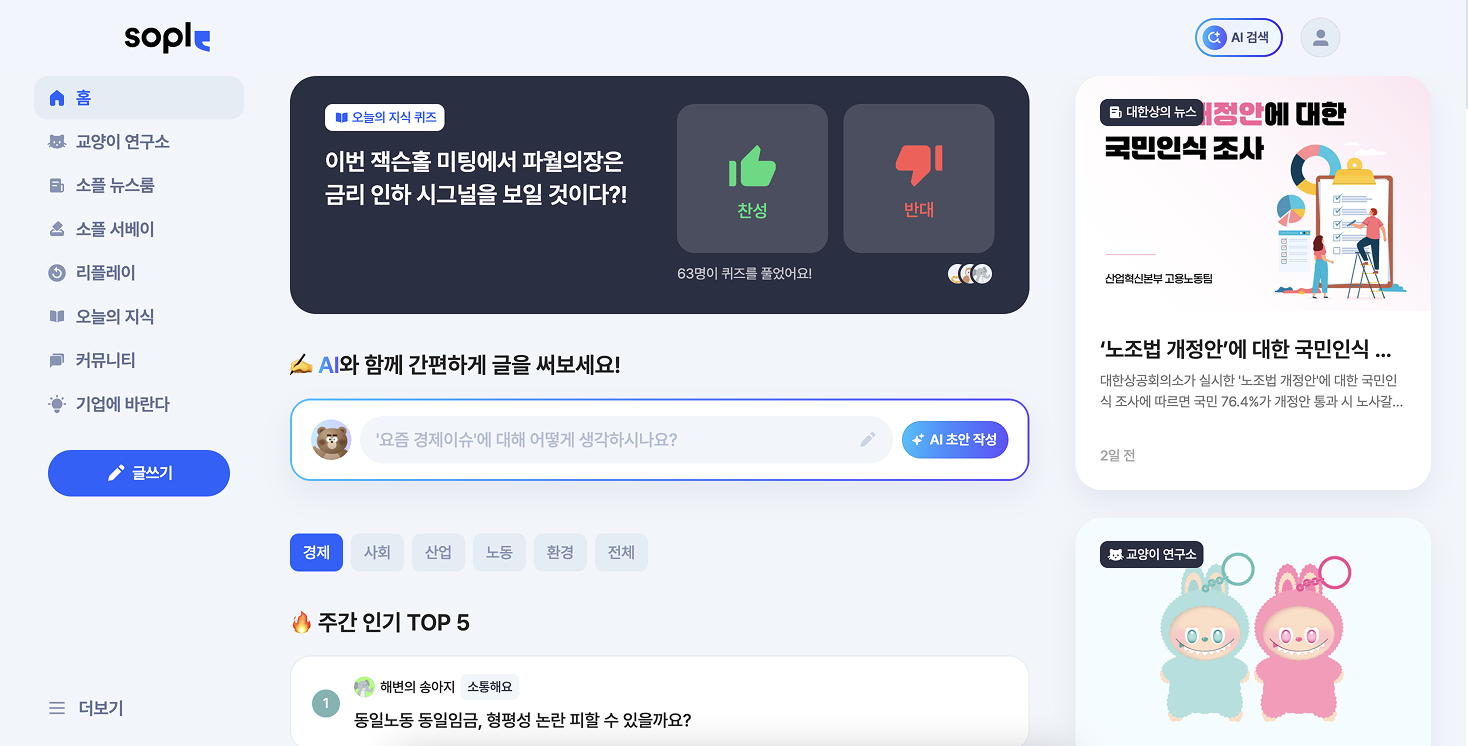 sople
AI 검색
홈
교양이 연구소
소플 뉴스룸
소플 서베이
리플레이
오늘의 지식
커뮤니티
기업에 바란다
글쓰기
더보기
오늘의 지식 퀴즈
이번 잭슨홀 미팅에서 파월의장은
금리 인하 시그널을 보일 것이다?!
찬성
반대
63명이 퀴즈를 풀었어요!
AI와 함께 간편하게 글을 써보세요!
'요즘 경제이슈'에 대해 어떻게 생각하시나요?
AI 초안 작성
경제
사회
산업
노동
환경
전체
주간 인기 TOP 5
1
해변의 송아지
소통해요
동일노동 동일임금, 형평성 논란 피할 수 있을까요?
대한상의 뉴스
개정안에 대한
국민인식 조사
산업혁신본부 고용노동팀
‘노조법 개정안’에 대한 국민인식 ...
대한상공회의소가 실시한 '노조법 개정안'에 대한 국민인
식 조사에 따르면 국민 76.4%가 개정안 통과 시 노사갈...
2일 전
교양이 연구소